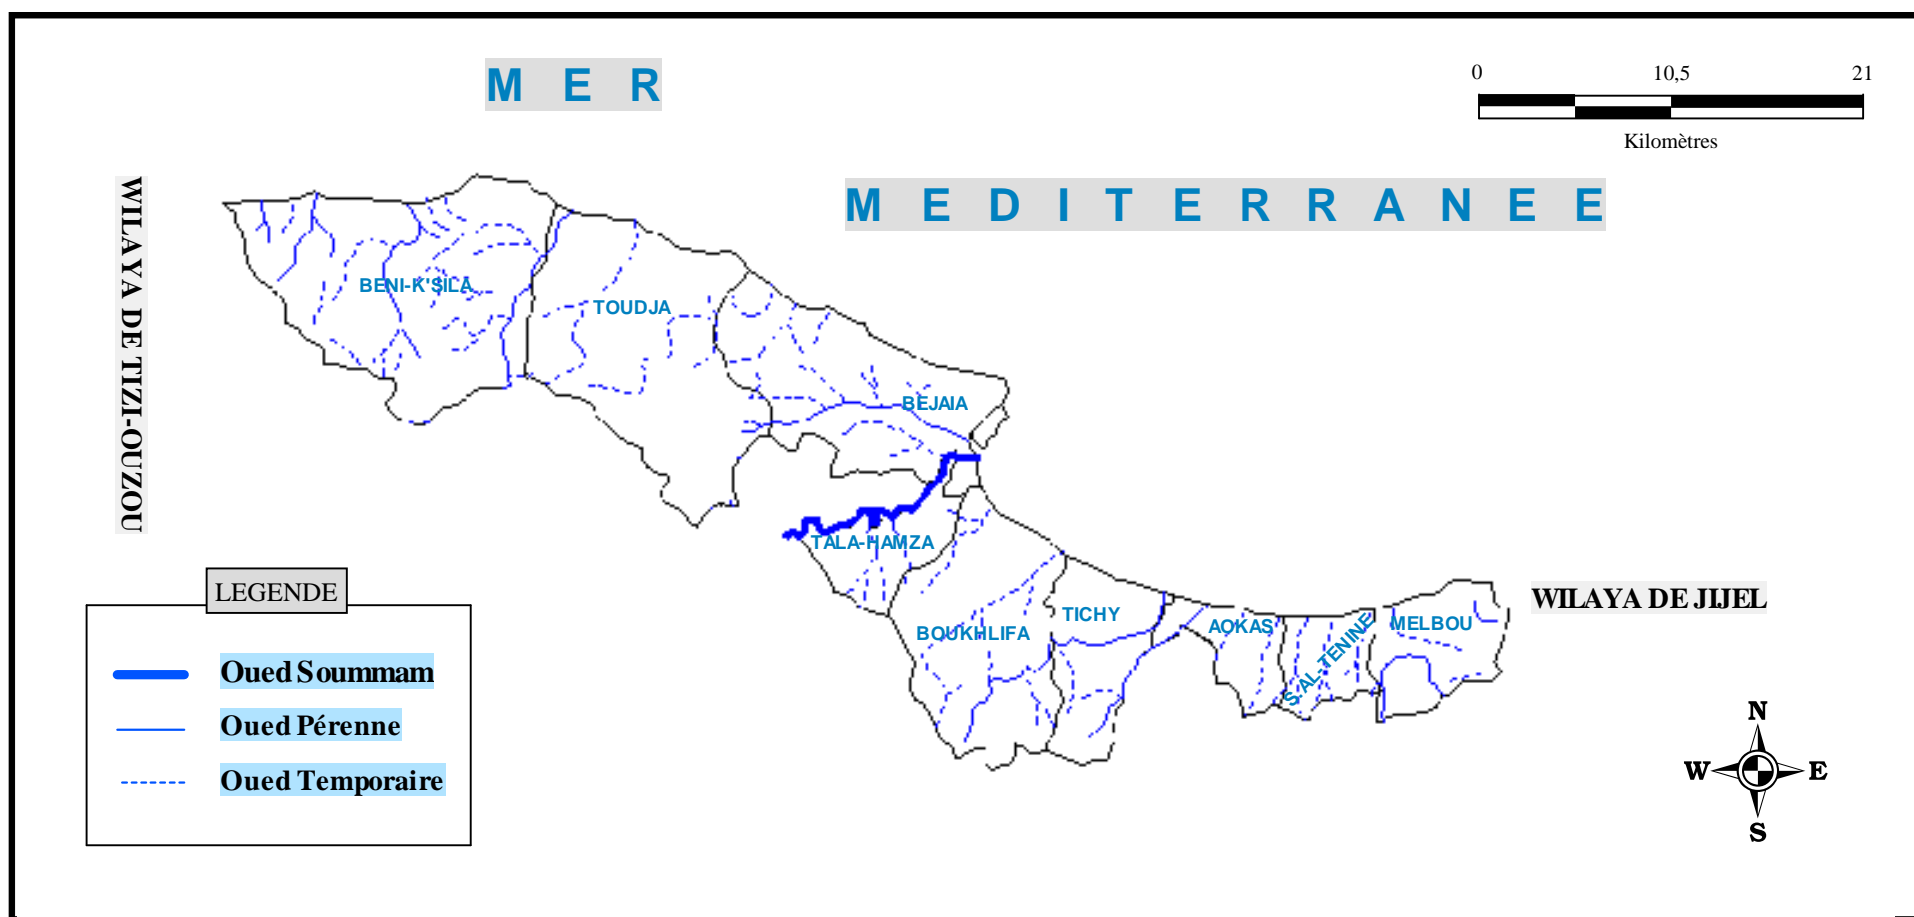 M E R
0 10,5 21
Kilomètres
M E D I T E R R A N E E
WILAYA DE TIZI-OUZOU
BENI-K'SILA
TOUDJA
BEJAIA
TALA-HAMZA
BOUKHLIFA
TICHY
AOKAS
S.AL-TENINE
MELBOU
WILAYA DE JIJEL
LEGENDE
Oued Soummam
Oued Pérenne
Oued Temporaire
N
W E
S